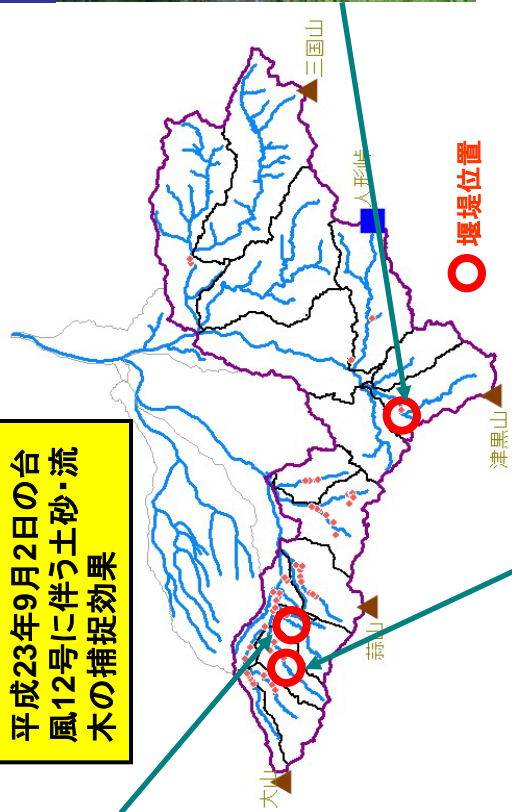 平成23年9月2日の台
風12号に伴う土砂・流
木の捕捉効果
三国山
人形峠
堰堤位置
津黒山
蒜山
大山